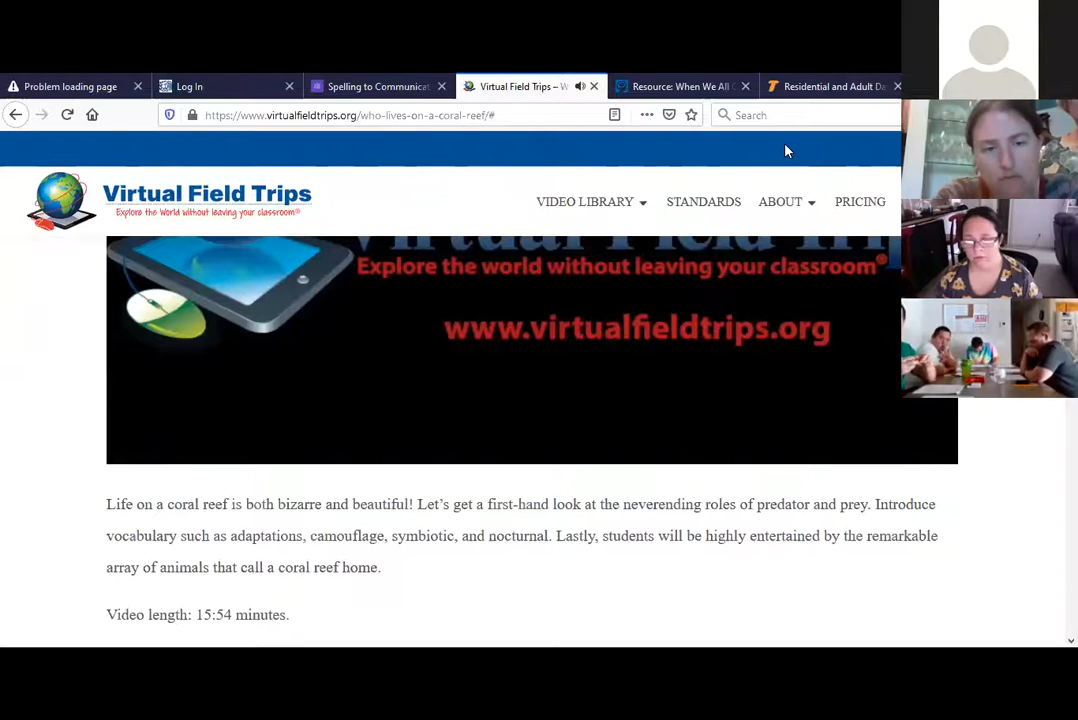 Problem loading page
Log In
Spelling to Communicat
Virtual Field Trips – W
Resource: When We All
Residential and Adult Da
https://www.virtualfieldtrips.org/who-lives-on-a-coral-reef/#
Search
Virtual Field Trips
Explore the World without leaving your classroom®
VIDEO LIBRARY
STANDARDS
ABOUT
PRICING
Explore the world without leaving your classroom®
www.virtualfieldtrips.org
Life on a coral reef is both bizarre and beautiful! Let’s get a first-hand look at the neverending roles of predator and prey. Introduce
vocabulary such as adaptations, camouflage, symbiotic, and nocturnal. Lastly, students will be highly entertained by the remarkable
array of animals that call a coral reef home.
Video length: 15:54 minutes.